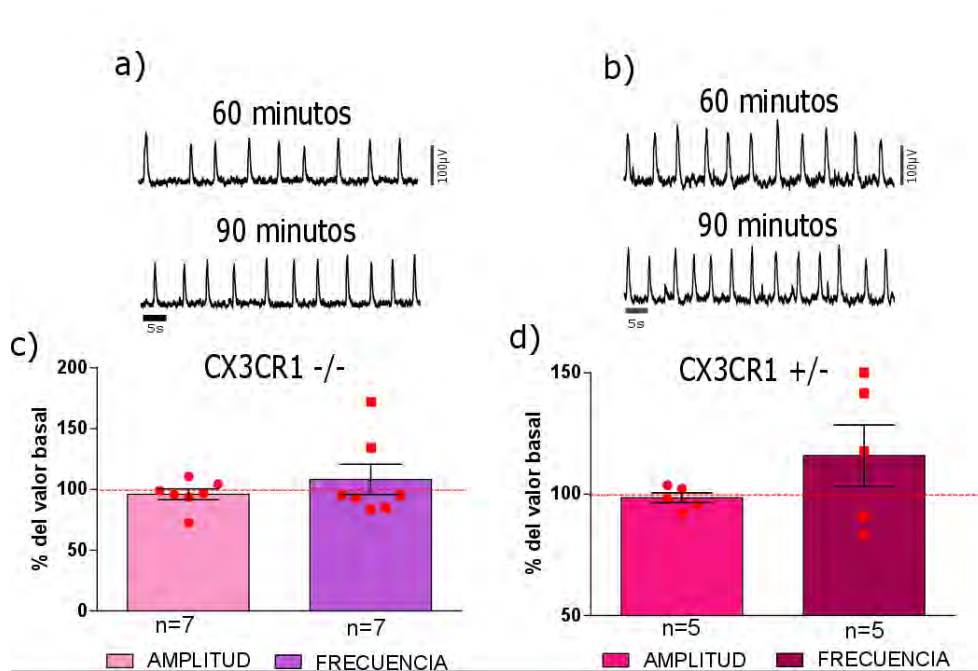 a)
60 minutos
100µV
90 minutos
5s
b)
60 minutos
100µV
90 minutos
5s
c)
CX3CR1 -/-
% del valor basal
200
150
100
50
0
n=7
n=7
AMPLITUD
FRECUENCIA
d)
CX3CR1 +/-
% del valor basal
150
100
50
n=5
n=5
AMPLITUD
FRECUENCIA